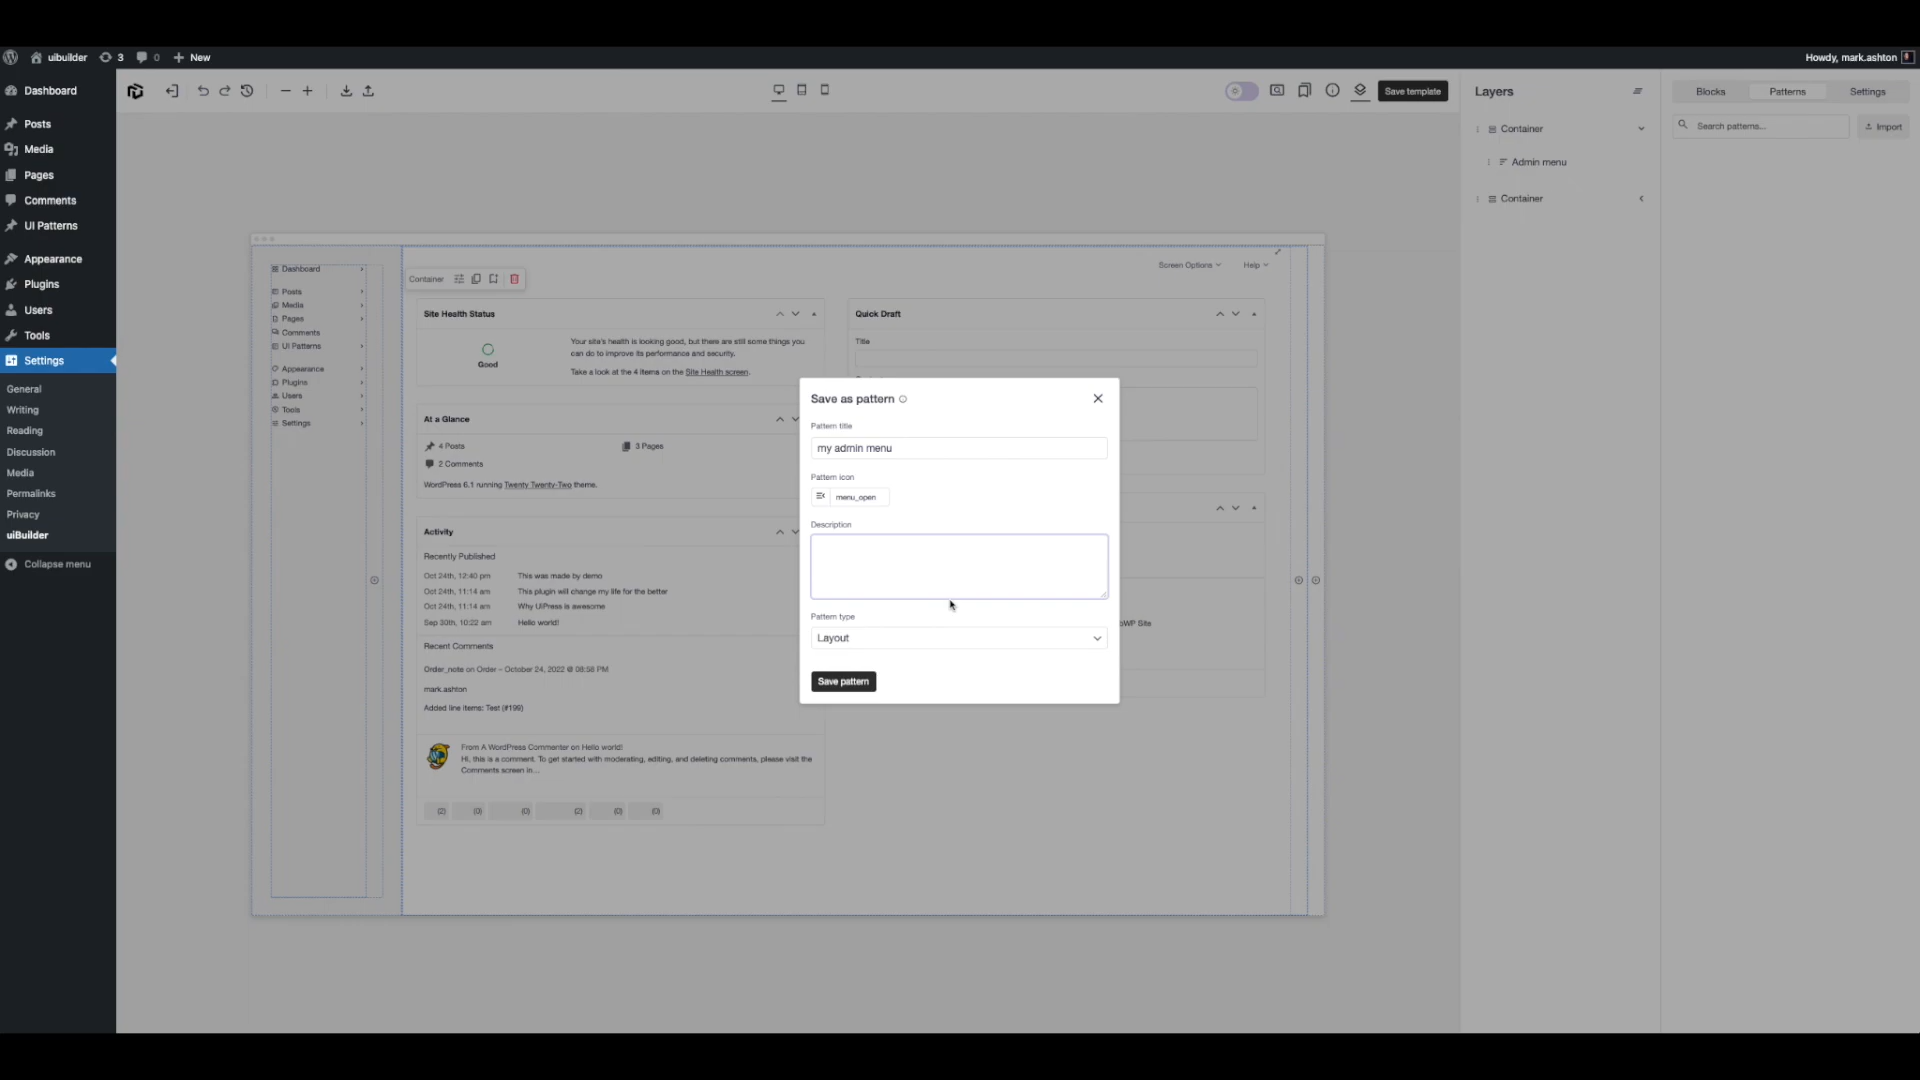 uibuilder
3
0
New
Howdy, mark.ashton
Dashboard
Posts
Media
Pages
Comments
UI Patterns
Appearance
Plugins
Users
Tools
Settings
General
Writing
Reading
Discussion
Media
Permalinks
Privacy
uiBuilder
Collapse menu
Save template
Layers
Container
Admin menu
Container
Blocks
Patterns
Settings
Search patterns...
Import
Dashboard
Posts
Media
Pages
Comments
UI Patterns
Appearance
Plugins
Users
Tools
Settings
Container
Screen Options
Help
Site Health Status
Good
Your site's health is looking good, but there are still some things you
can do to improve its performance and security.
Take a look at the 4 items on the Site Health screen.
At a Glance
4 Posts
3 Pages
2 Comments
WordPress 6.1 running Twenty Twenty-Two theme.
Activity
Recently Published
Oct 24th, 12:40 pm This was made by demo
Oct 24th, 11:14 am This plugin will change my life for the better
Oct 24th, 11:14 am Why UIPress is awesome
Sep 30th, 10:22 am Hello world!
Recent Comments
Order_note on Order – October 24, 2022 @ 08:58 PM
mark.ashton
Added line items: Test (#199)
From A WordPress Commenter on Hello world!
Hi, this is a comment. To get started with moderating, editing, and deleting comments, please visit the
Comments screen in...
(2) (0) (0) (2) (0) (0)
Quick Draft
Title
oWP Site
Save as pattern
Pattern title
my admin menu
Pattern icon
menu_open
Description
Pattern type
Layout
Save pattern